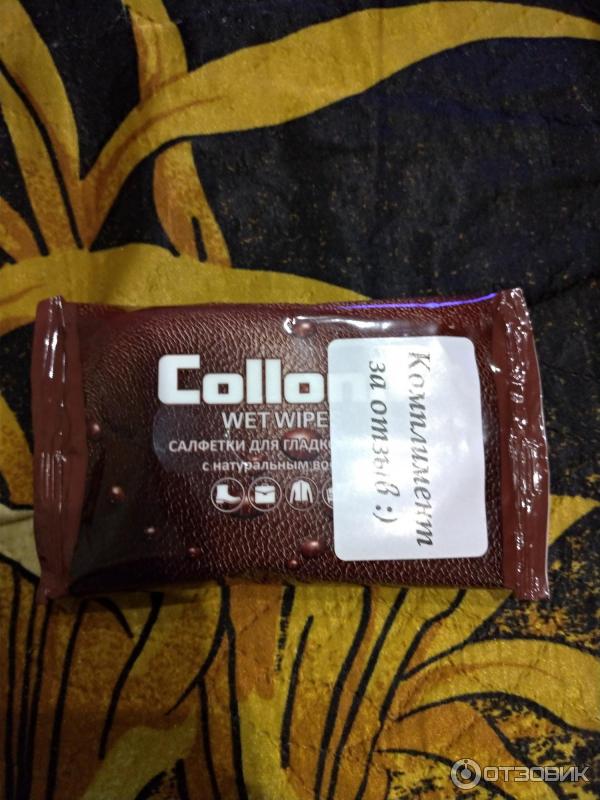 Collon
WET WIPE
САЛФЕТКИ ДЛЯ ГЛАДКО
с натуральным во
Комплимент
за отзыв :)
ОТЗОВИК